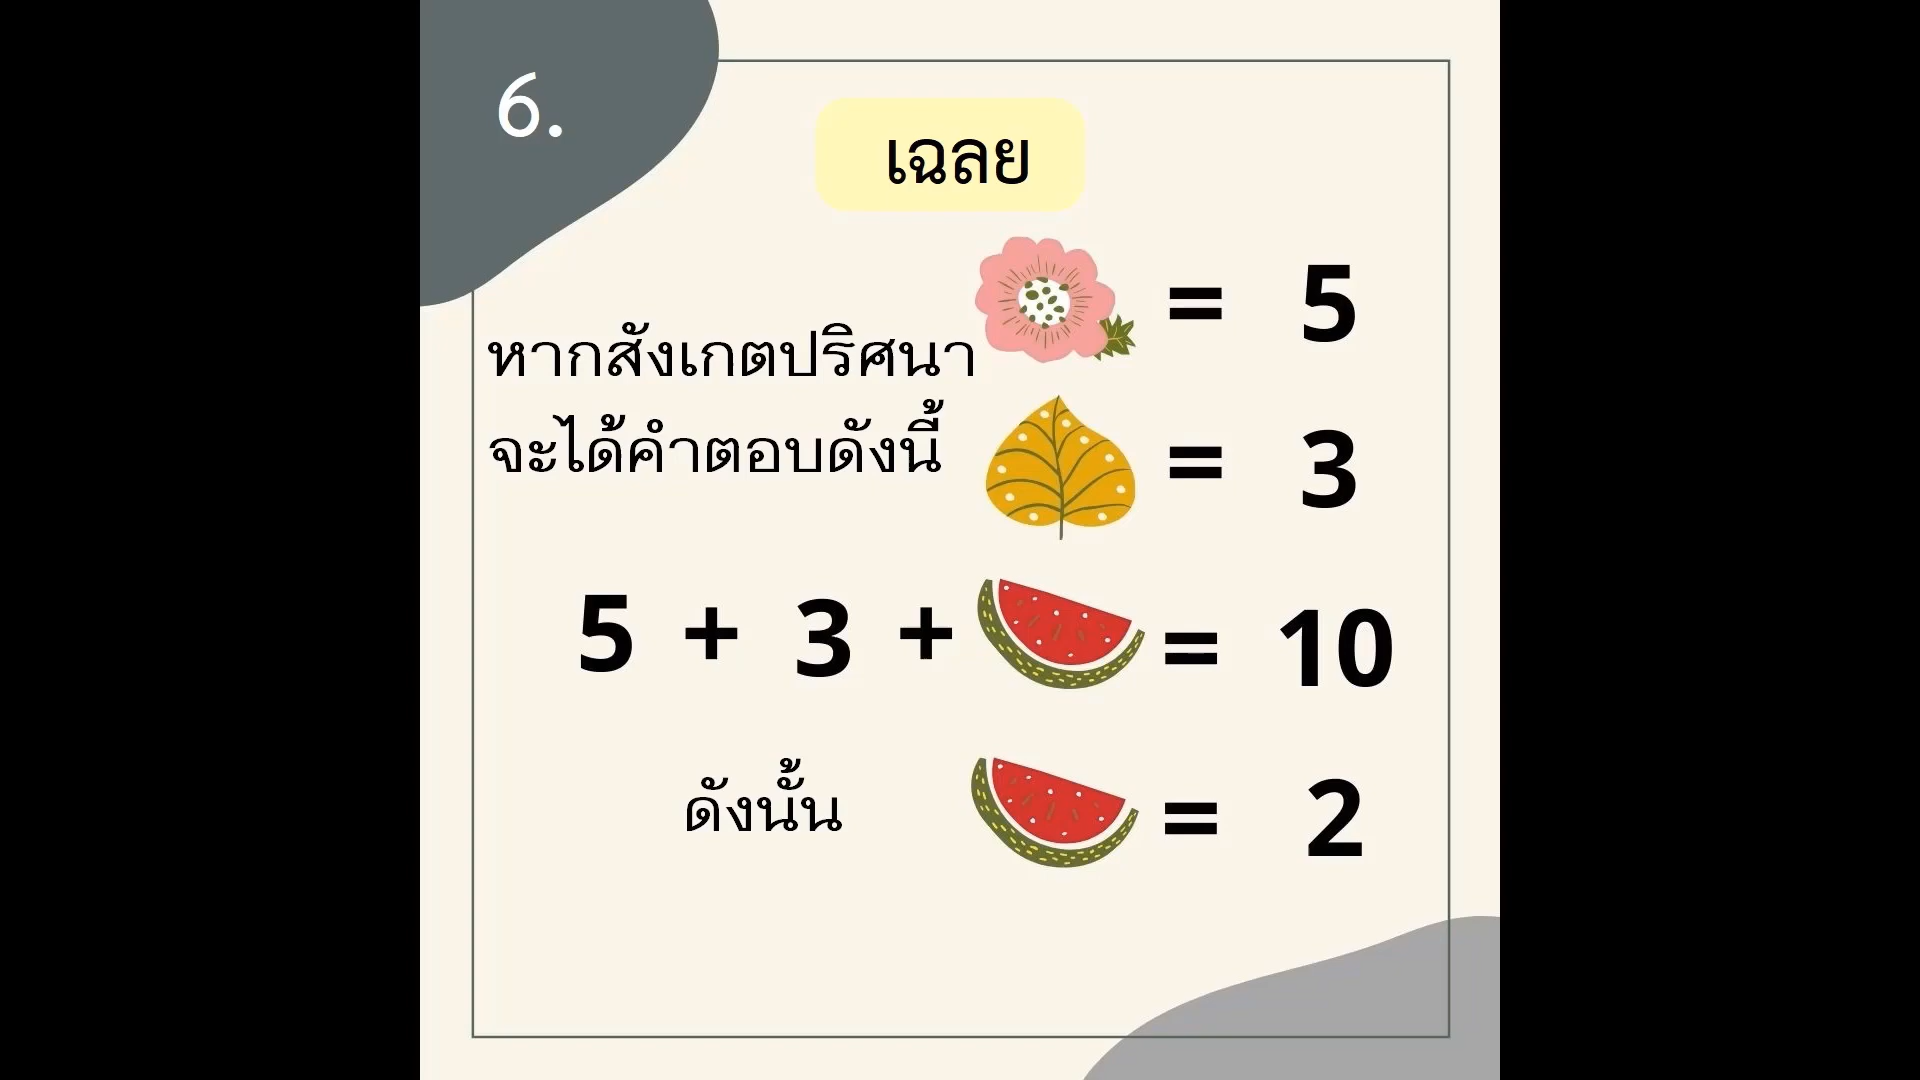 6.
เฉลย
= 5
หากสังเกตปริศนา
จะได้คำตอบดังนี้
= 3
5 + 3 + = 10
ดังนั้น = 2